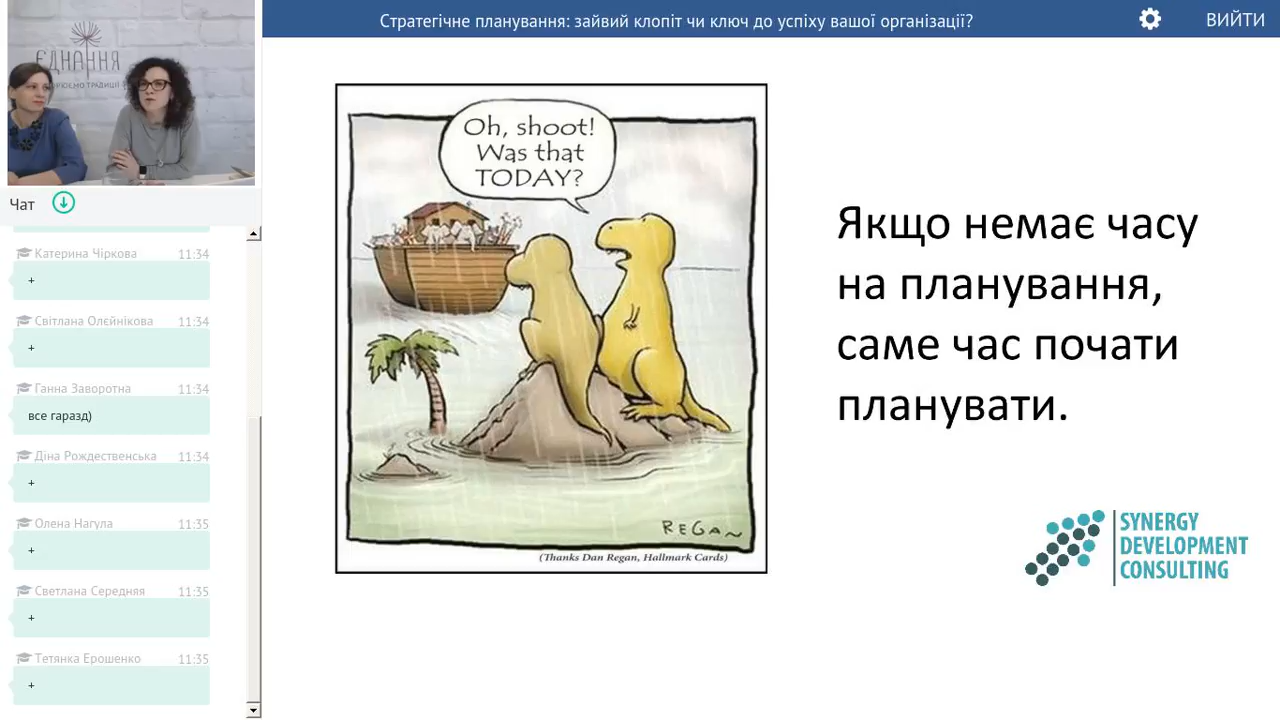 Стратегічне планування: зайвий клопіт чи ключ до успіху вашої організації?
ВИЙТИ
ЄДНАННЯ
ТРАДИЦІЇ
Чат
Катерина Чіркова 11:34
+
Світлана Олєйнікова 11:34
+
Ганна Заворотна 11:34
все гаразд)
Діна Рождественська 11:34
+
Олена Нагула 11:35
+
Светлана Середняя 11:35
+
Тетянка Ерошенко 11:35
+
Oh, shoot!
Was that
TODAY?
REGAN
(Thanks Dan Regan, Hallmark Cards)
Якщо немає часу
на планування,
саме час почати
планувати.
SYNERGY
DEVELOPMENT
CONSULTING